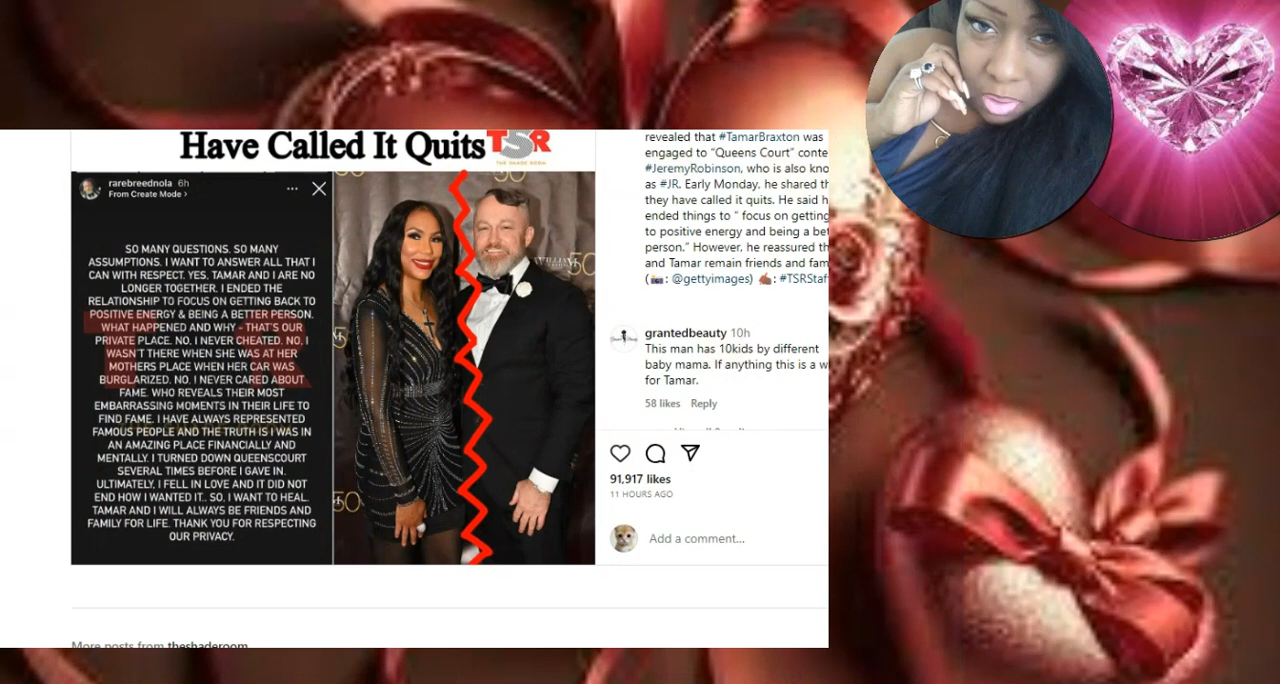 Have Called It Quits TSR
THE SHADE ROOM
rarebreednola 6h
From Create Mode >
SO MANY QUESTIONS. SO MANY
ASSUMPTIONS. I WANT TO ANSWER ALL THAT I
CAN WITH RESPECT. YES, TAMAR AND I ARE NO
LONGER TOGETHER. I ENDED THE
RELATIONSHIP TO FOCUS ON GETTING BACK TO
POSITIVE ENERGY & BEING A BETTER PERSON.
WHAT HAPPENED AND WHY - THAT'S OUR
PRIVATE PLACE. NO, I NEVER CHEATED. NO, I
WASN'T THERE WHEN SHE WAS AT HER
MOTHERS PLACE WHEN HER CAR WAS
BURGLARIZED. NO, I NEVER CARED ABOUT
FAME. WHO REVEALS THEIR MOST
EMBARRASSING MOMENTS IN THEIR LIFE TO
FIND FAME. I HAVE ALWAYS REPRESENTED
FAMOUS PEOPLE AND THE TRUTH IS I WAS IN
AN AMAZING PLACE FINANCIALLY AND
MENTALLY. I TURNED DOWN QUEENSCOURT
SEVERAL TIMES BEFORE I GAVE IN.
ULTIMATELY, I FELL IN LOVE AND IT DID NOT
END HOW I WANTED IT.. SO, I WANT TO HEAL.
TAMAR AND I WILL ALWAYS BE FRIENDS AND
FAMILY FOR LIFE. THANK YOU FOR RESPECTING
OUR PRIVACY.
50
50
50
revealed that #TamarBraxton was
engaged to "Queens Court" conte
#JeremyRobinson, who is also kno
as #JR. Early Monday, he shared th
they have called it quits. He said h
ended things to " focus on getting
to positive energy and being a bet
person." However, he reassured th
and Tamar remain friends and fam
(📸: @gettyimages) ✍🏾: #TSRStaf
grantedbeauty 10h
This man has 10kids by different
baby mama. If anything this is a w
for Tamar.
58 likes Reply
91,917 likes
11 HOURS AGO
Add a comment...
More posts from theshaderoom